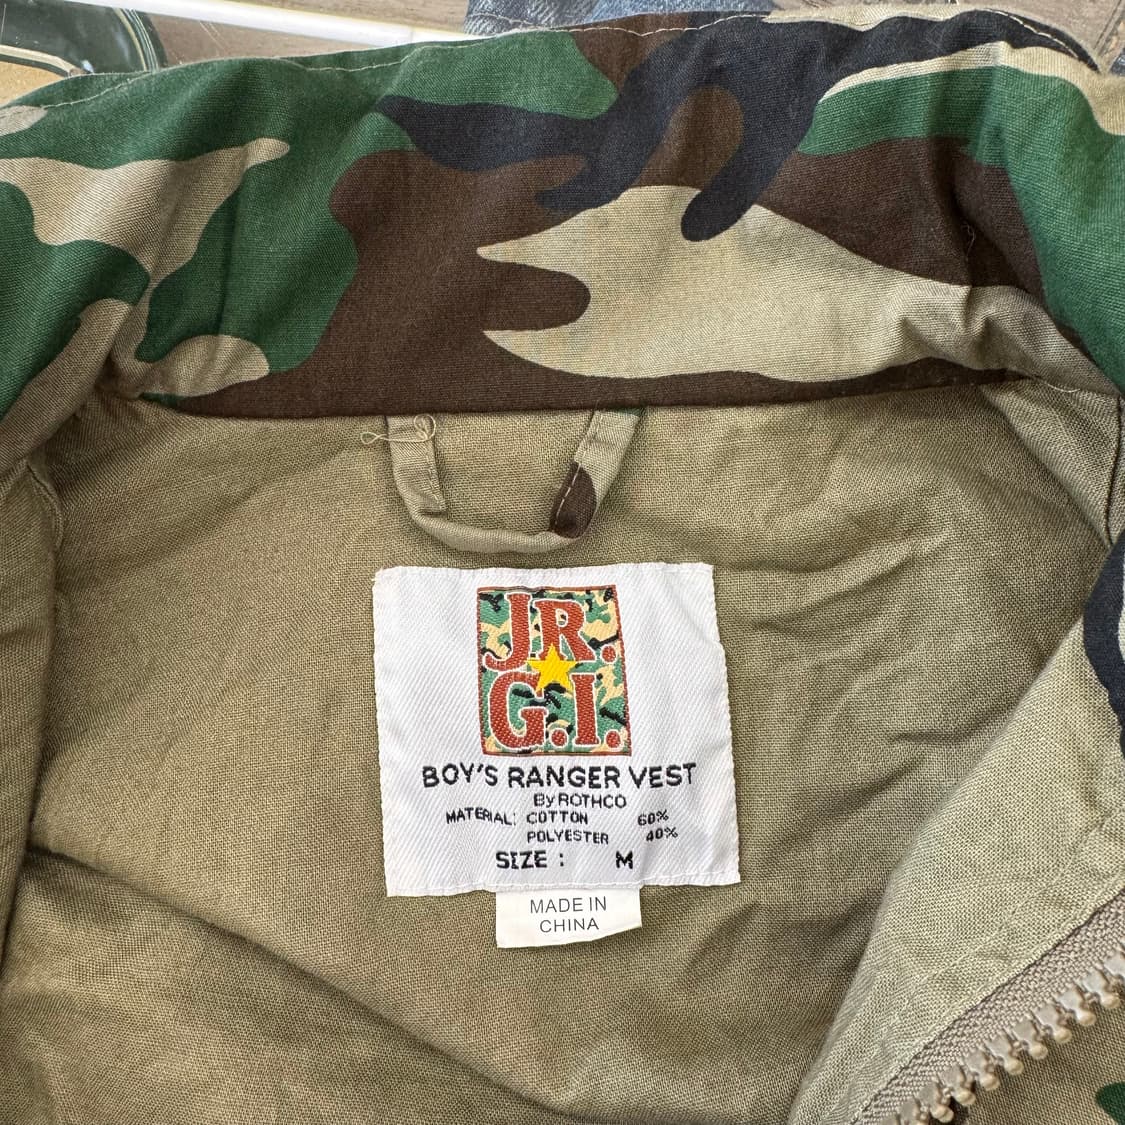 JR.
G.I.
BOY'S RANGER VEST
By ROTHCO
MATERIAL: COTTON 60%
POLYESTER 40%
SIZE : M
MADE IN
CHINA